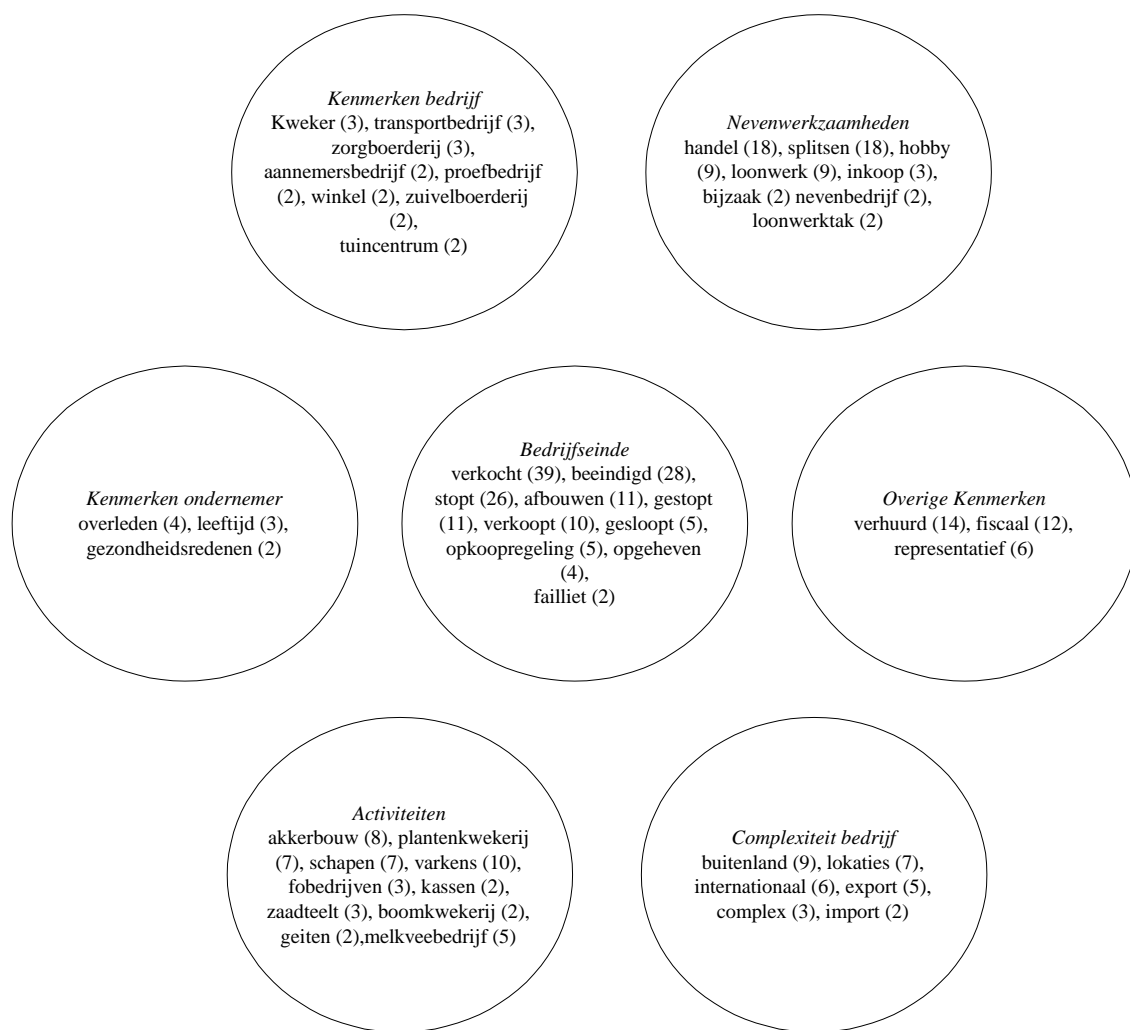 Kenmerken bedrijf
Kweker (3), transportbedrijf (3),
zorgboerderij (3),
aannemersbedrijf (2), proefbedrijf
(2), winkel (2), zuivelboerderij
(2),
tuincentrum (2)
Nevenwerkzaamheden
handel (18), splitsen (18), hobby
(9), loonwerk (9), inkoop (3),
bijzaak (2) nevenbedrijf (2),
loonwerktak (2)
Kenmerken ondernemer
overleden (4), leeftijd (3),
gezondheidsredenen (2)
Bedrijfseinde
verkocht (39), beeindigd (28),
stopt (26), afbouwen (11), gestopt
(11), verkoopt (10), gesloopt (5),
opkoopregeling (5), opgeheven
(4),
failliet (2)
Overige Kenmerken
verhuurd (14), fiscaal (12),
representatief (6)
Activiteiten
akkerbouw (8), plantenkwekerij
(7), schapen (7), varkens (10),
fobedrijven (3), kassen (2),
zaadteelt (3), boomkwekerij (2),
geiten (2),melkveebedrijf (5)
Complexiteit bedrijf
buitenland (9), lokaties (7),
internationaal (6), export (5),
complex (3), import (2)